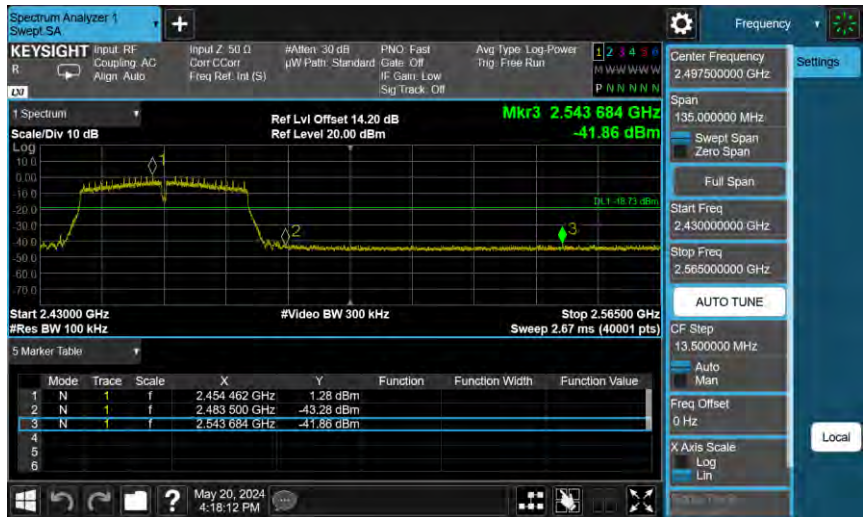 Spectrum Analyzer 1
Swept SA
+
Frequency
KEYSIGHT
R
LXI
Input: RF
Coupling: AC
Align: Auto
Input Z: 50 Ω
Corr CCorr
Freq Ref: Int (S)
#Atten: 30 dB
µW Path: Standard
PNO: Fast
Gate: Off
IF Gain: Low
Sig Track: Off
Avg Type: Log-Power
Trig: Free Run
1 2 3 4 5 6
M W W W W W
P N N N N N
Center Frequency
2.497500000 GHz
Settings
Span
135.000000 MHz
Swept Span
Zero Span
Full Span
Start Freq
2.430000000 GHz
Stop Freq
2.565000000 GHz
AUTO TUNE
CF Step
13.500000 MHz
Auto
Man
Freq Offset
0 Hz
X Axis Scale
Log
Lin
Local
1 Spectrum
Scale/Div 10 dB
Ref Lvl Offset 14.20 dB
Ref Level 20.00 dBm
Mkr3 2.543 684 GHz
-41.86 dBm
Log
10.0
0.00
-10.0
-20.0
-30.0
-40.0
-50.0
-60.0
-70.0
1
2
3
DL1 -18.73 dBm
Start 2.43000 GHz
#Res BW 100 kHz
#Video BW 300 kHz
Stop 2.56500 GHz
Sweep 2.67 ms (40001 pts)
5 Marker Table
Mode Trace Scale X Y Function Function Width Function Value
1 N 1 f 2.454 462 GHz 1.28 dBm
2 N 1 f 2.483 500 GHz -43.28 dBm
3 N 1 f 2.543 684 GHz -41.86 dBm
4
5
6
?
May 20, 2024
4:18:12 PM